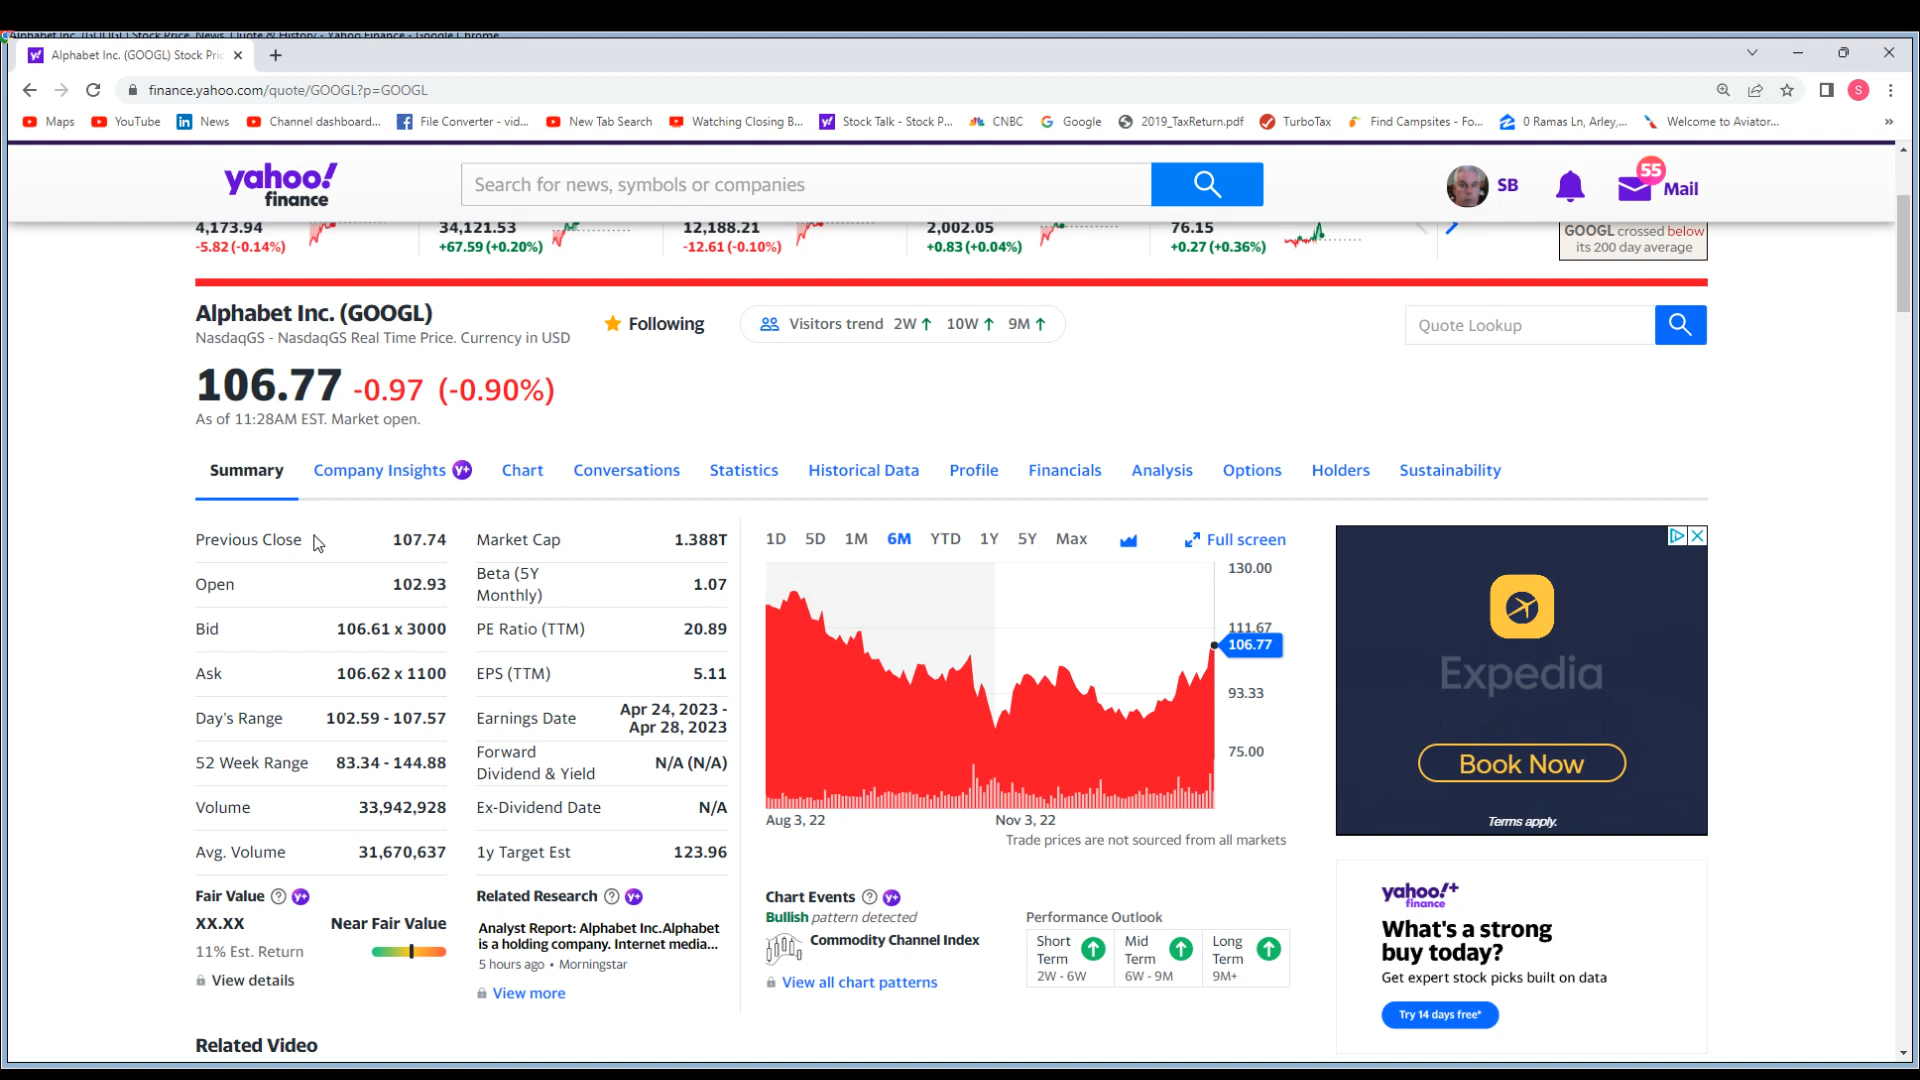 Alphabet Inc. (GOOGL) Stock Price, News, Quote & History - Yahoo Finance - Google Chrome
Alphabet Inc. (GOOGL) Stock Pric
finance.yahoo.com/quote/GOOGL?p=GOOGL
S
Maps YouTube News Channel dashboard... File Converter - vid... New Tab Search Watching Closing B... Stock Talk - Stock P... CNBC Google 2019_TaxReturn.pdf TurboTax Find Campsites - Fo... 0 Ramas Ln, Arley,... Welcome to Aviator... »
yahoo!
finance
Search for news, symbols or companies
SB
55
Mail
4,173.94 34,121.53 12,188.21 2,002.05 76.15
-5.82 (-0.14%) +67.59 (+0.20%) -12.61 (-0.10%) +0.83 (+0.04%) +0.27 (+0.36%)
GOOGL crossed below
its 200 day average
Alphabet Inc. (GOOGL)
NasdaqGS - NasdaqGS Real Time Price. Currency in USD
Following
Visitors trend 2W↑ 10W↑ 9M↑
Quote Lookup
106.77 -0.97 (-0.90%)
As of 11:28AM EST. Market open.
Summary Company Insights Y+ Chart Conversations Statistics Historical Data Profile Financials Analysis Options Holders Sustainability
Previous Close 107.74
Open 102.93
Bid 106.61 x 3000
Ask 106.62 x 1100
Day's Range 102.59 - 107.57
52 Week Range 83.34 - 144.88
Volume 33,942,928
Avg. Volume 31,670,637
Market Cap 1.388T
Beta (5Y
Monthly) 1.07
PE Ratio (TTM) 20.89
EPS (TTM) 5.11
Earnings Date Apr 24, 2023 -
Apr 28, 2023
Forward
Dividend & Yield N/A (N/A)
Ex-Dividend Date N/A
1y Target Est 123.96
1D 5D 1M 6M YTD 1Y 5Y Max
Full screen
130.00
111.67
106.77
93.33
75.00
Aug 3, 22 Nov 3, 22
Trade prices are not sourced from all markets
Fair Value ? Y+
XX.XX Near Fair Value
11% Est. Return
View details
Related Research ? Y+
Analyst Report: Alphabet Inc.Alphabet
is a holding company. Internet media...
5 hours ago • Morningstar
View more
Chart Events ? Y+
Bullish pattern detected
Commodity Channel Index
View all chart patterns
Performance Outlook
Short
Term
2W - 6W
Mid
Term
6W - 9M
Long
Term
9M+
Expedia
Book Now
Terms apply.
yahoo!+
finance
What's a strong
buy today?
Get expert stock picks built on data
Try 14 days free*
Related Video